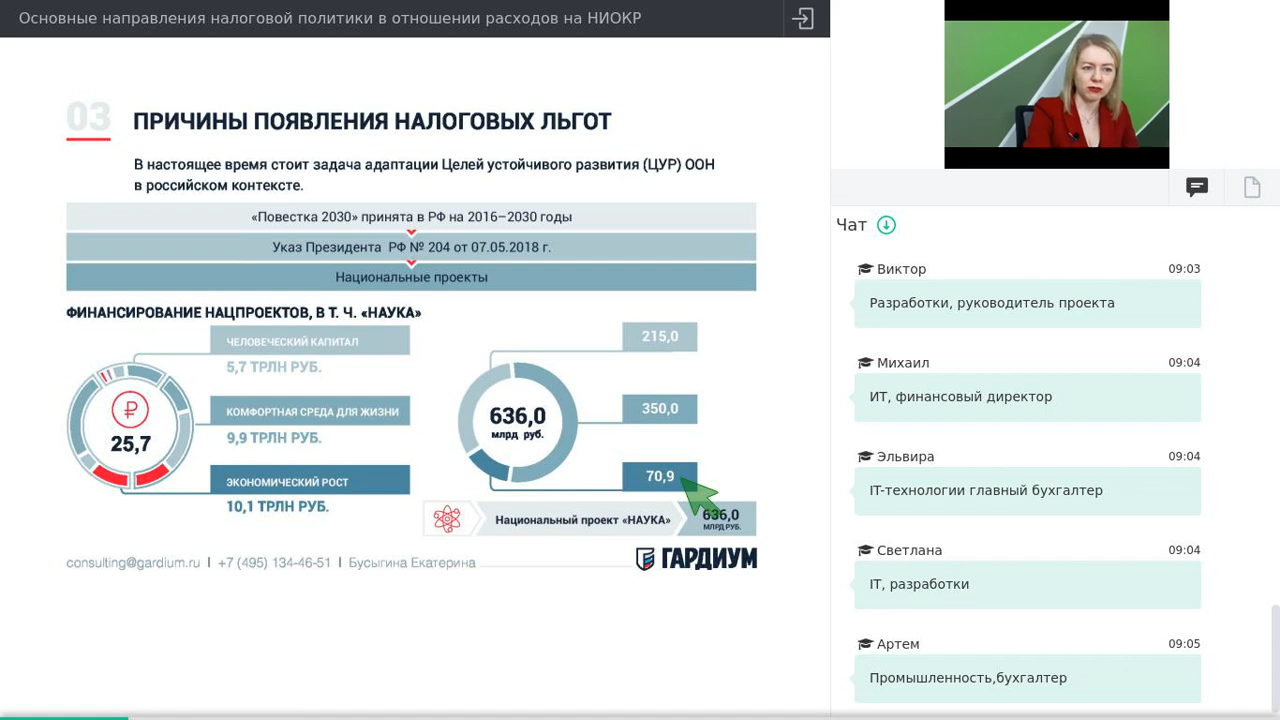 Основные направления налоговой политики в отношении расходов на НИОКР
03
ПРИЧИНЫ ПОЯВЛЕНИЯ НАЛОГОВЫХ ЛЬГОТ
В настоящее время стоит задача адаптации Целей устойчивого развития (ЦУР) ООН
в российском контексте.
«Повестка 2030» принята в РФ на 2016–2030 годы
Указ Президента РФ № 204 от 07.05.2018 г.
Национальные проекты
ФИНАНСИРОВАНИЕ НАЦПРОЕКТОВ, В Т. Ч. «НАУКА»
25,7
ЧЕЛОВЕЧЕСКИЙ КАПИТАЛ
5,7 ТРЛН РУБ.
КОМФОРТНАЯ СРЕДА ДЛЯ ЖИЗНИ
9,9 ТРЛН РУБ.
ЭКОНОМИЧЕСКИЙ РОСТ
10,1 ТРЛН РУБ.
636,0
млрд руб.
215,0
350,0
70,9
Национальный проект «НАУКА»
636,0
МЛРД РУБ.
consulting@gardium.ru | +7 (495) 134-46-51 | Бусыгина Екатерина
ГАРДИУМ
Чат
Виктор 09:03
Разработки, руководитель проекта
Михаил 09:04
ИТ, финансовый директор
Эльвира 09:04
IT-технологии главный бухгалтер
Светлана 09:04
IT, разработки
Артем 09:05
Промышленность,бухгалтер